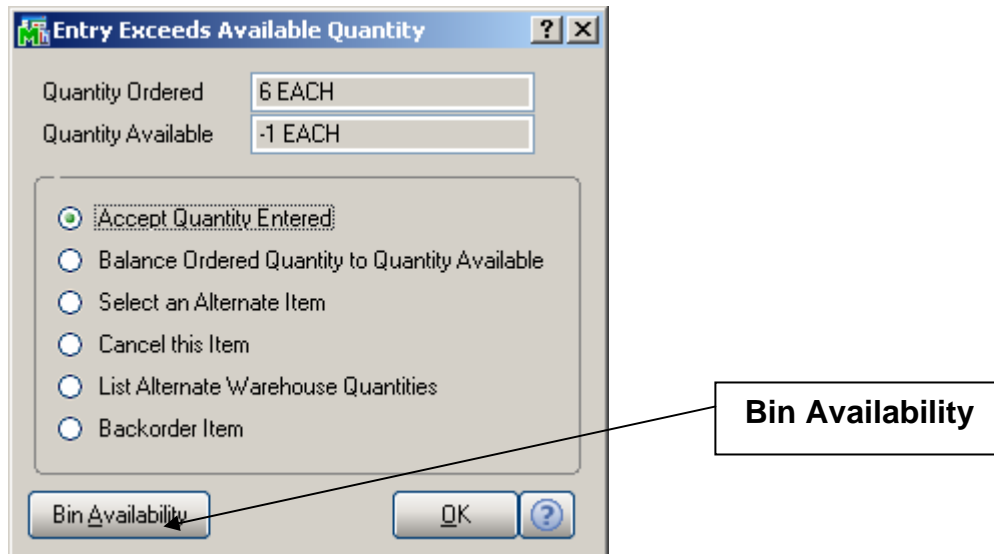 Entry Exceeds Available Quantity
Quantity Ordered 6 EACH
Quantity Available -1 EACH
Accept Quantity Entered
Balance Ordered Quantity to Quantity Available
Select an Alternate Item
Cancel this Item
List Alternate Warehouse Quantities
Backorder Item
Bin Availability
Bin Availability OK